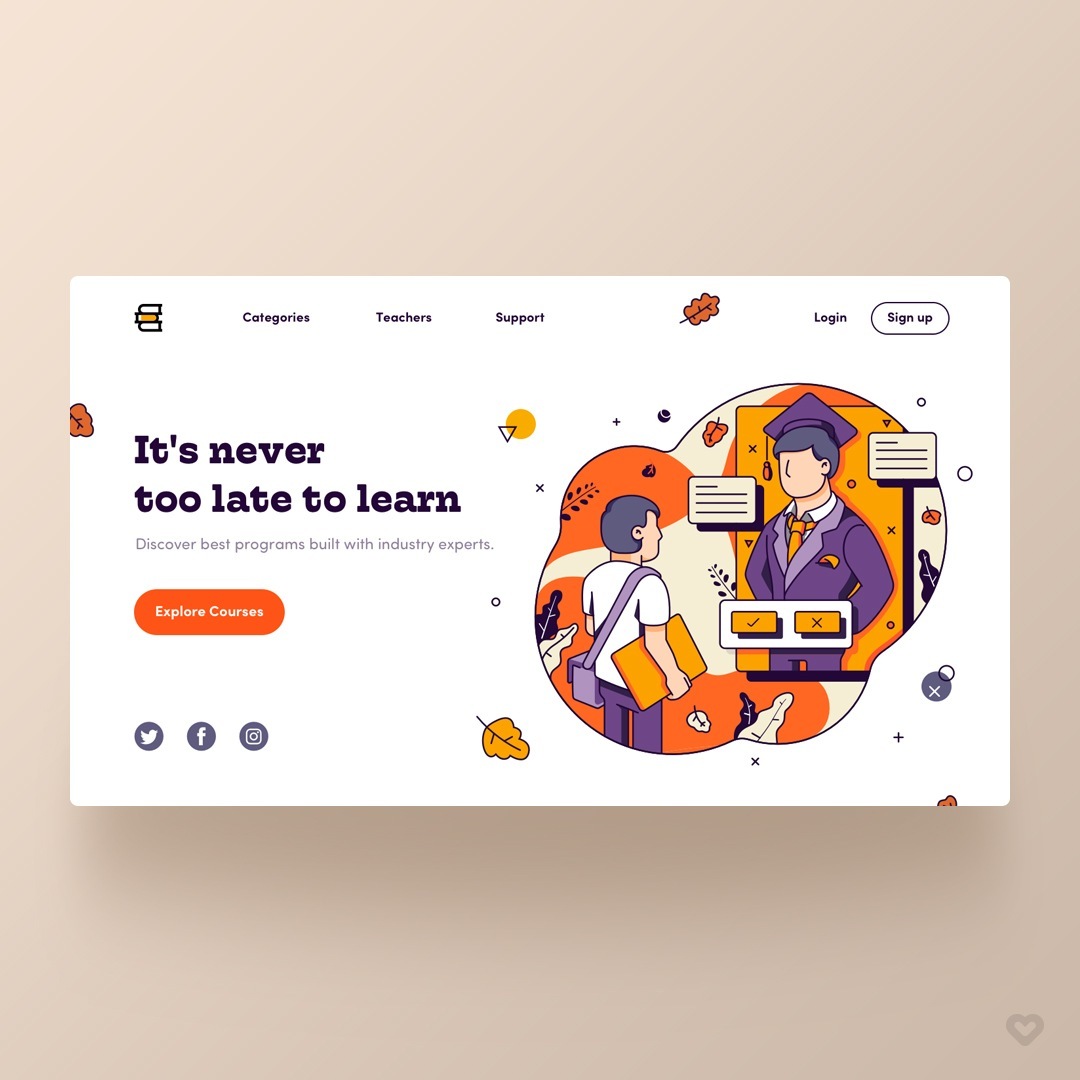 Categories
Teachers
Support
Login
Sign up
It's never
too late to learn
Discover best programs built with industry experts.
Explore Courses